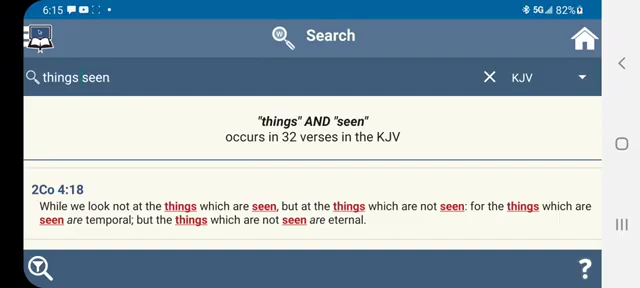 6:15 5G 82%
W Search
things seen KJV
"things" AND "seen"
occurs in 32 verses in the KJV
2Co 4:18
While we look not at the things which are seen, but at the things which are not seen: for the things which are
seen are temporal; but the things which are not seen are eternal.
?